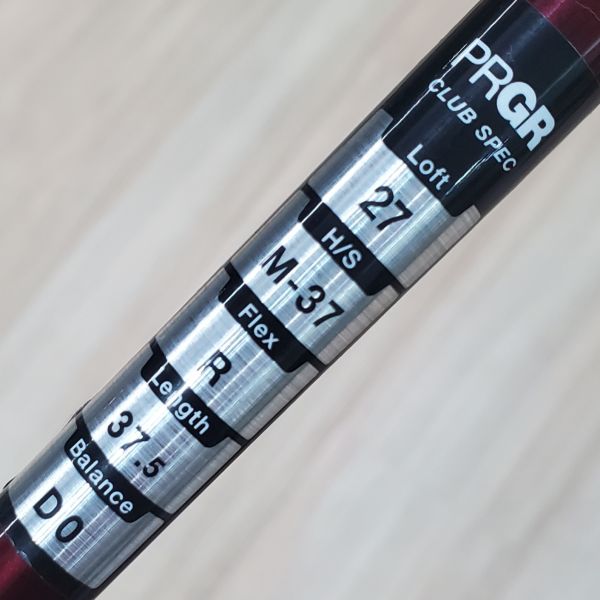 PRGR
CLUB SPEC
Loft
27
H/S
M-37
Flex
R
Length
37.5
Balance
D0